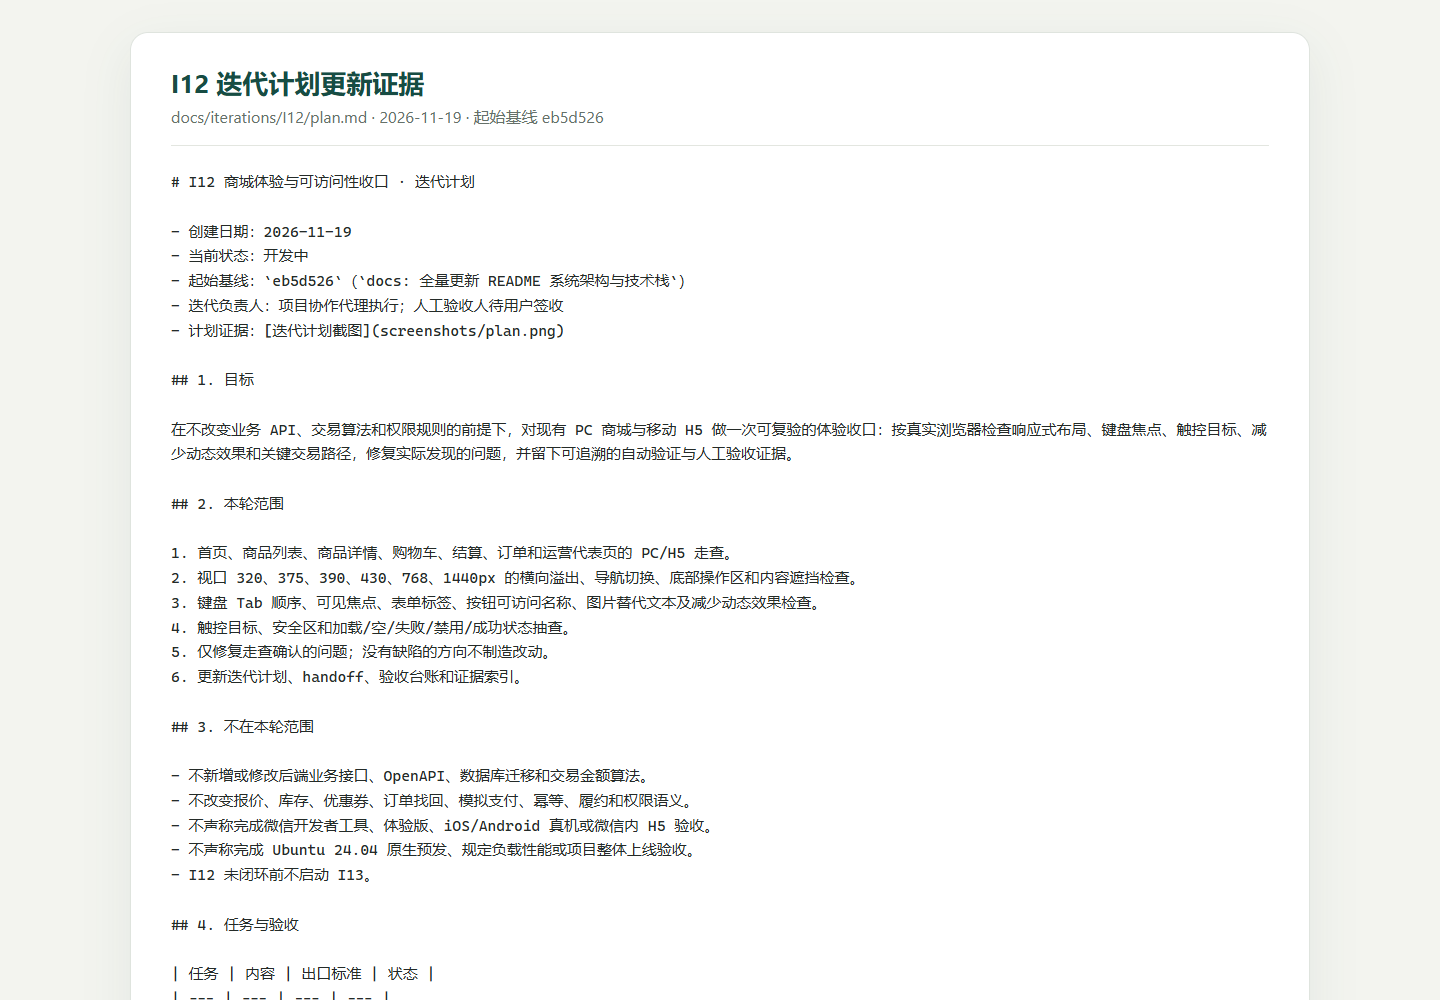 I12 迭代计划更新证据
docs/iterations/I12/plan.md · 2026-11-19 · 起始基线 eb5d526
# I12 商城体验与可访问性收口 · 迭代计划
- 创建日期：2026-11-19
- 当前状态：开发中
- 起始基线：`eb5d526`（`docs: 全量更新 README 系统架构与技术栈`）
- 迭代负责人：项目协作代理执行；人工验收人待用户签收
- 计划证据：[迭代计划截图](screenshots/plan.png)
## 1. 目标
在不改变业务 API、交易算法和权限规则的前提下，对现有 PC 商城与移动 H5 做一次可复验的体验收口：按真实浏览器检查响应式布局、键盘焦点、触控目标、减
少动态效果和关键交易路径，修复实际发现的问题，并留下可追溯的自动验证与人工验收证据。
## 2. 本轮范围
1. 首页、商品列表、商品详情、购物车、结算、订单和运营代表页的 PC/H5 走查。
2. 视口 320、375、390、430、768、1440px 的横向溢出、导航切换、底部操作区和内容遮挡检查。
3. 键盘 Tab 顺序、可见焦点、表单标签、按钮可访问名称、图片替代文本及减少动态效果检查。
4. 触控目标、安全区和加载/空/失败/禁用/成功状态抽查。
5. 仅修复走查确认的问题；没有缺陷的方向不制造改动。
6. 更新迭代计划、handoff、验收台账和证据索引。
## 3. 不在本轮范围
- 不新增或修改后端业务接口、OpenAPI、数据库迁移和交易金额算法。
- 不改变报价、库存、优惠券、订单找回、模拟支付、幂等、履约和权限语义。
- 不声称完成微信开发者工具、体验版、iOS/Android 真机或微信内 H5 验收。
- 不声称完成 Ubuntu 24.04 原生预发、规定负载性能或项目整体上线验收。
- I12 未闭环前不启动 I13。
## 4. 任务与验收
| 任务 | 内容 | 出口标准 | 状态 |
| --- | --- | --- | --- |